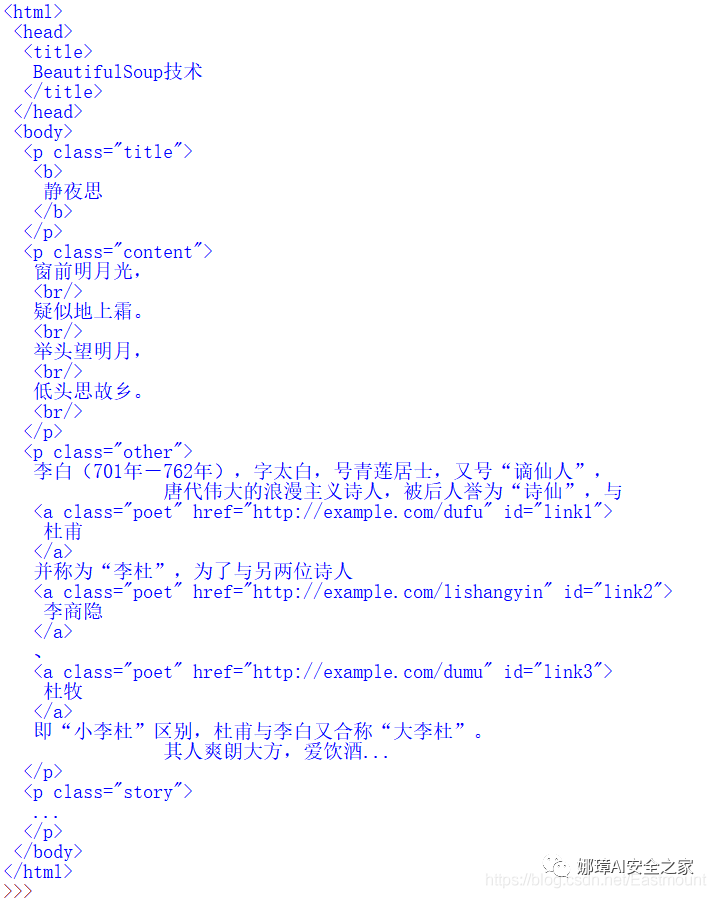 <html>
 <head>
  <title>
   BeautifulSoup技术
  </title>
 </head>
 <body>
  <p class="title">
   <b>
    静夜思
   </b>
  </p>
  <p class="content">
   窗前明月光，
   <br/>
   疑似地上霜。
   <br/>
   举头望明月，
   <br/>
   低头思故乡。
   <br/>
  </p>
  <p class="other">
   李白（701年－762年），字太白，号青莲居士，又号“谪仙人”，
                唐代伟大的浪漫主义诗人，被后人誉为“诗仙”，与
   <a class="poet" href="http://example.com/dufu" id="link1">
    杜甫
   </a>
   并称为“李杜”，为了与另两位诗人
   <a class="poet" href="http://example.com/lishangyin" id="link2">
    李商隐
   </a>
   、
   <a class="poet" href="http://example.com/dumu" id="link3">
    杜牧
   </a>
   即“小李杜”区别，杜甫与李白又合称“大李杜”。
                其人爽朗大方，爱饮酒...
  </p>
  <p class="story">
   ...
  </p>
 </body>
</html>
>>>
娜璋AI安全之家
https://blog.csdn.net/Eastmount